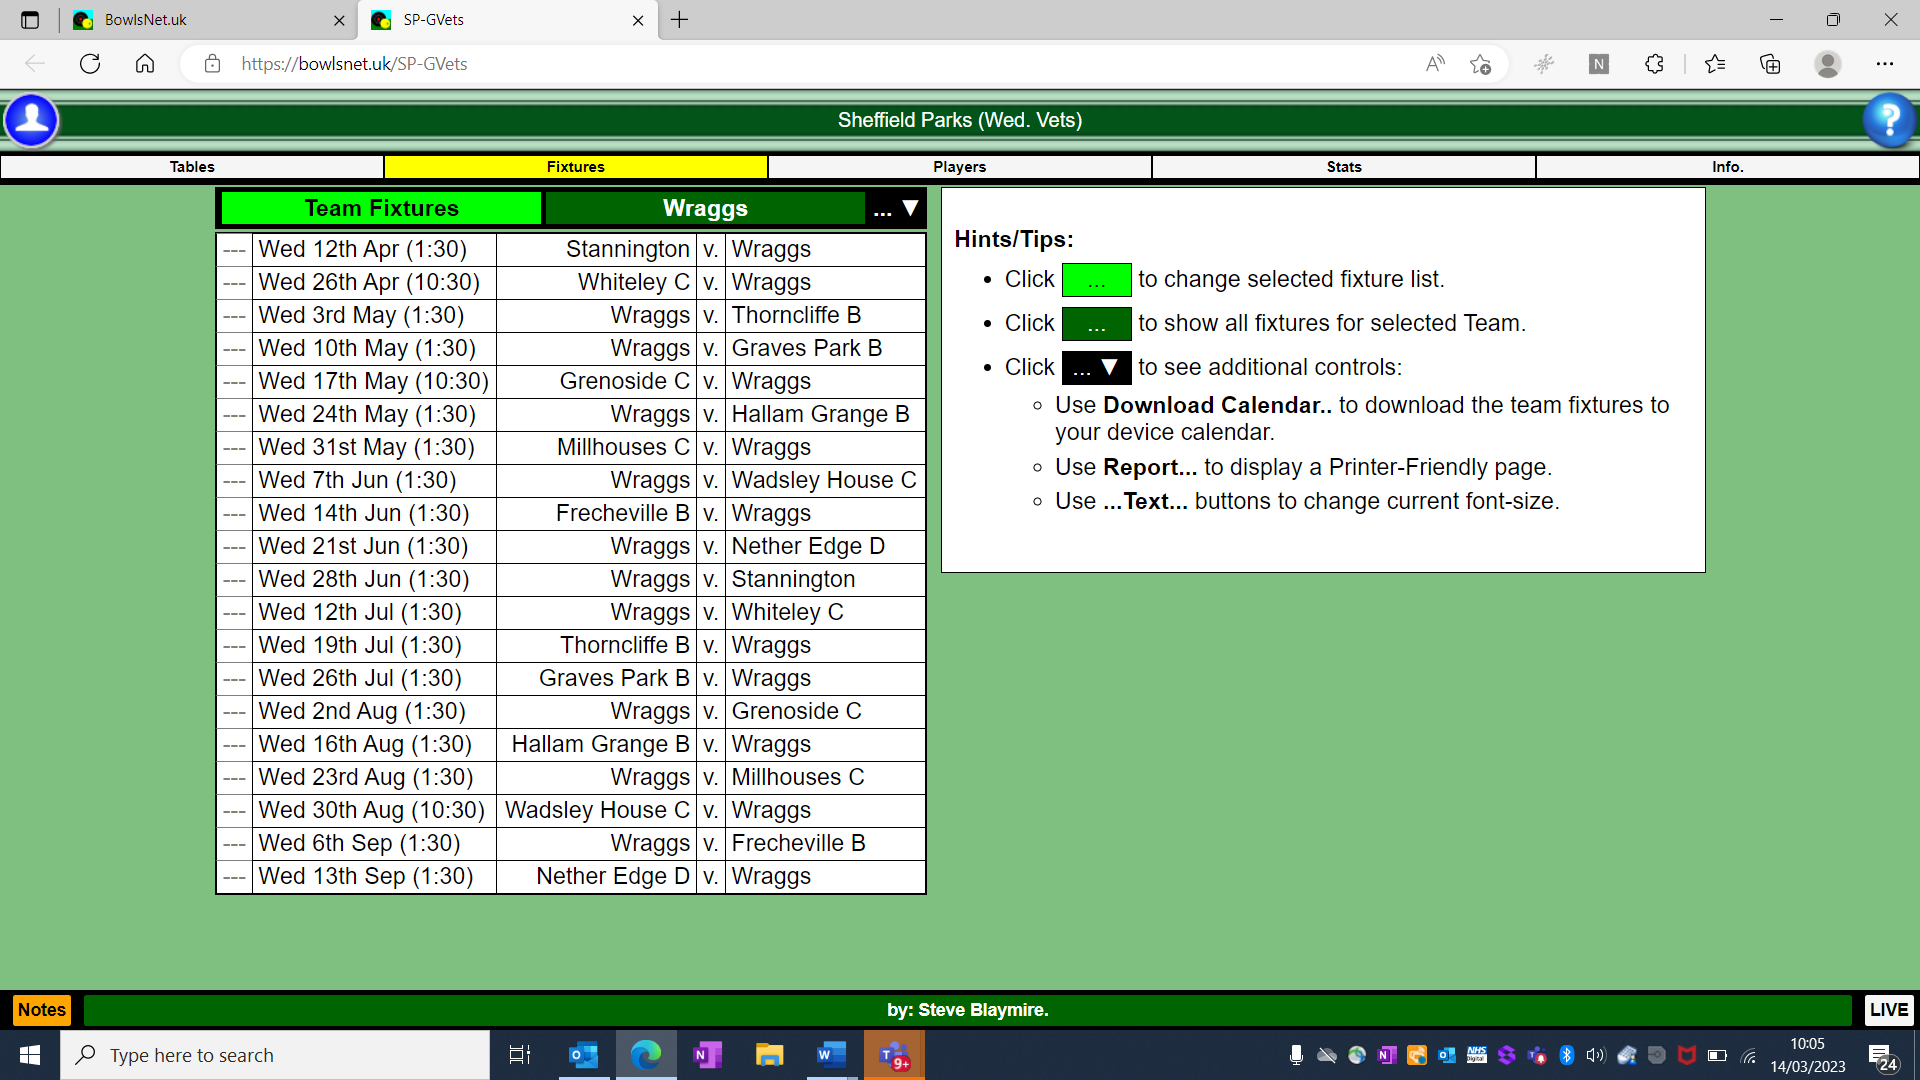 BowlsNet.uk
SP-GVets
https://bowlsnet.uk/SP-GVets
Sheffield Parks (Wed. Vets)
Tables Fixtures Players Stats Info.
Team Fixtures Wraggs ... ▼
--- Wed 12th Apr (1:30) Stannington v. Wraggs
--- Wed 26th Apr (10:30) Whiteley C v. Wraggs
--- Wed 3rd May (1:30) Wraggs v. Thorncliffe B
--- Wed 10th May (1:30) Wraggs v. Graves Park B
--- Wed 17th May (10:30) Grenoside C v. Wraggs
--- Wed 24th May (1:30) Wraggs v. Hallam Grange B
--- Wed 31st May (1:30) Millhouses C v. Wraggs
--- Wed 7th Jun (1:30) Wraggs v. Wadsley House C
--- Wed 14th Jun (1:30) Frecheville B v. Wraggs
--- Wed 21st Jun (1:30) Wraggs v. Nether Edge D
--- Wed 28th Jun (1:30) Wraggs v. Stannington
--- Wed 12th Jul (1:30) Wraggs v. Whiteley C
--- Wed 19th Jul (1:30) Thorncliffe B v. Wraggs
--- Wed 26th Jul (1:30) Graves Park B v. Wraggs
--- Wed 2nd Aug (1:30) Wraggs v. Grenoside C
--- Wed 16th Aug (1:30) Hallam Grange B v. Wraggs
--- Wed 23rd Aug (1:30) Wraggs v. Millhouses C
--- Wed 30th Aug (10:30) Wadsley House C v. Wraggs
--- Wed 6th Sep (1:30) Wraggs v. Frecheville B
--- Wed 13th Sep (1:30) Nether Edge D v. Wraggs
Hints/Tips:
• Click ... to change selected fixture list.
• Click ... to show all fixtures for selected Team.
• Click ... ▼ to see additional controls:
○ Use Download Calendar.. to download the team fixtures to
your device calendar.
○ Use Report... to display a Printer-Friendly page.
○ Use ...Text... buttons to change current font-size.
Notes by: Steve Blaymire. LIVE
Type here to search
9+
10:05
14/03/2023
24